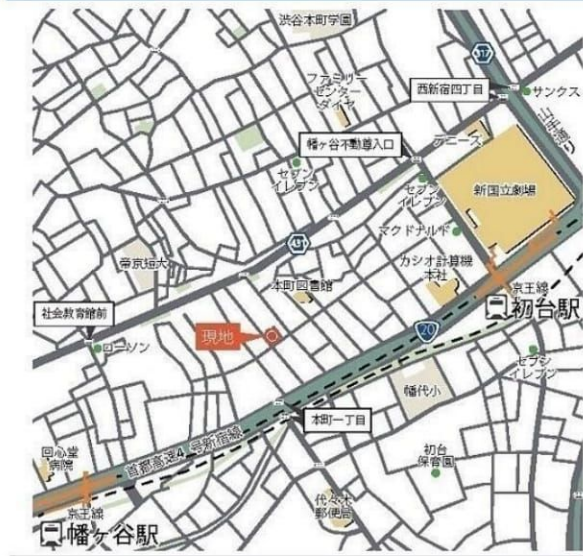 渋谷本町学園
317
ファミリー
センター
ダイヤ
西新宿四丁目
サンクス
山手通り
デニーズ
幡ヶ谷不動尊入口
セブン
イレブン
セブン
イレブン
新国立劇場
マクドナルド
431
カシオ計算機
本社
帝京短大
本町図書館
京王線
初台駅
社会教育館前
ローソン
現地
20
セブン
イレブン
幡代小
本町一丁目
首都高速4号新宿線
回心堂
病院
初台
保育園
代々木
郵便局
京王線
幡ヶ谷駅